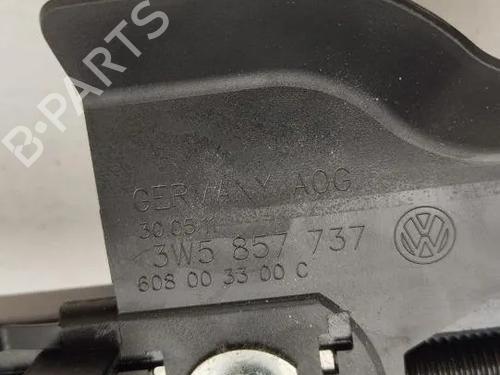 B-PARTS
GERMANY AOG
30.05.11
3W5 857 737
608 00 33 00 C